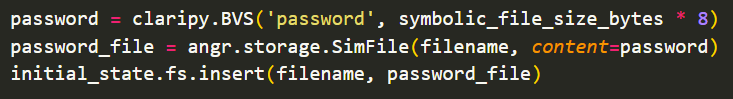 password = claripy.BVS('password', symbolic_file_size_bytes * 8)
password_file = angr.storage.SimFile(filename, content=password)
initial_state.fs.insert(filename, password_file)